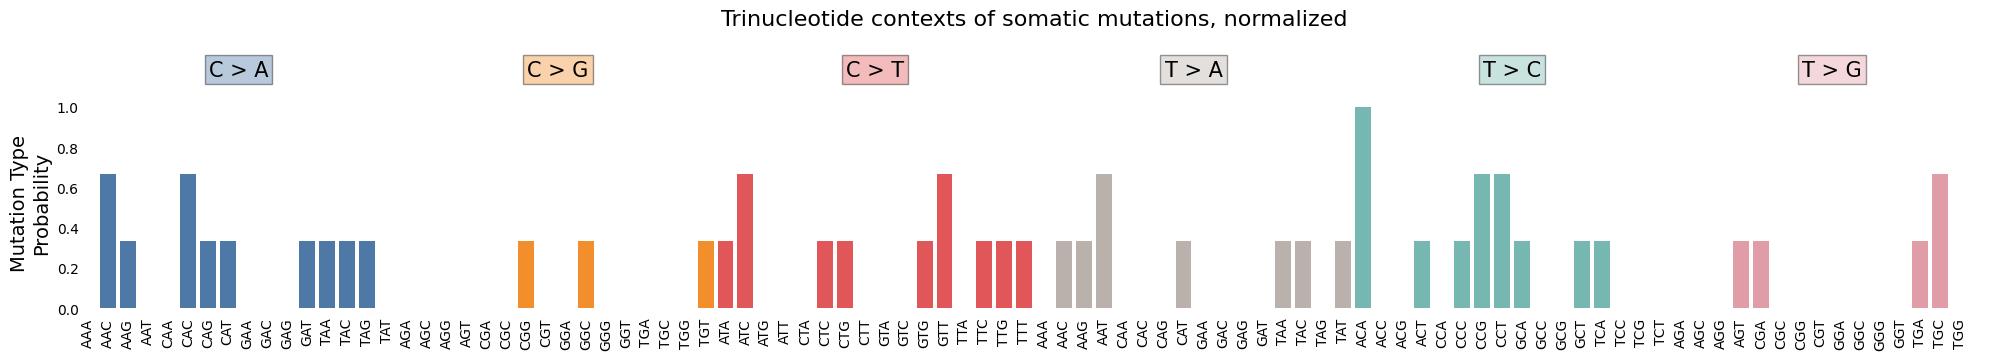 Trinucleotide contexts of somatic mutations, normalized
C > A C > G C > T T > A T > C T > G
Mutation Type
Probability
1.0
0.8
0.6
0.4
0.2
0.0
AAA AAC AAG AAT CAA CAC CAG CAT GAA GAC GAG GAT TAA TAC TAG TAT AGA AGC AGG AGT CGA CGC CGG CGT GGA GGC GGG GGT TGA TGC TGG TGT ATA ATC ATG ATT CTA CTC CTG CTT GTA GTC GTG GTT TTA TTC TTG TTT AAA AAC AAG AAT CAA CAC CAG CAT GAA GAC GAG GAT TAA TAC TAG TAT ACA ACC ACG ACT CCA CCC CCG CCT GCA GCC GCG GCT TCA TCC TCG TCT AGA AGC AGG AGT CGA CGC CGG CGT GGA GGC GGG GGT TGA TGC TGG